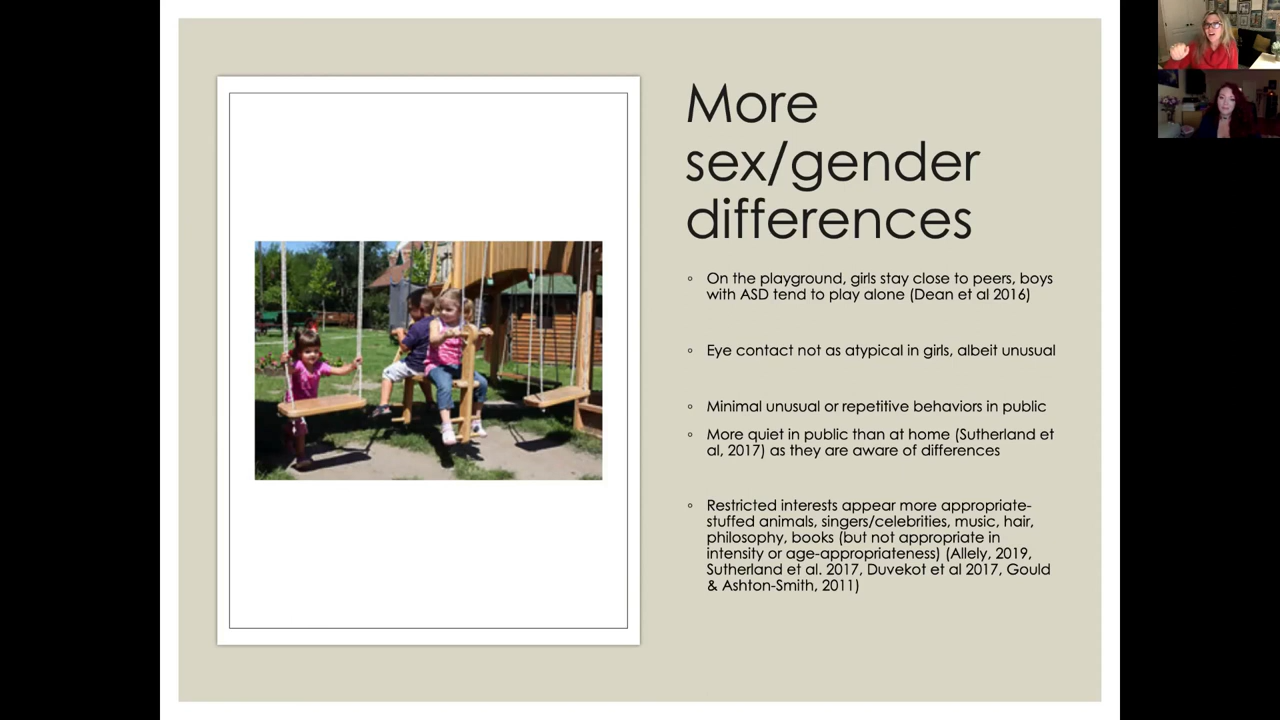 More
sex/gender
differences
◦ On the playground, girls stay close to peers, boys
with ASD tend to play alone (Dean et al 2016)
◦ Eye contact not as atypical in girls, albeit unusual
◦ Minimal unusual or repetitive behaviors in public
◦ More quiet in public than at home (Sutherland et
al, 2017) as they are aware of differences
◦ Restricted interests appear more appropriate-
stuffed animals, singers/celebrities, music, hair,
philosophy, books (but not appropriate in
intensity or age-appropriateness) (Allely, 2019,
Sutherland et al. 2017, Duvekot et al 2017, Gould
& Ashton-Smith, 2011)